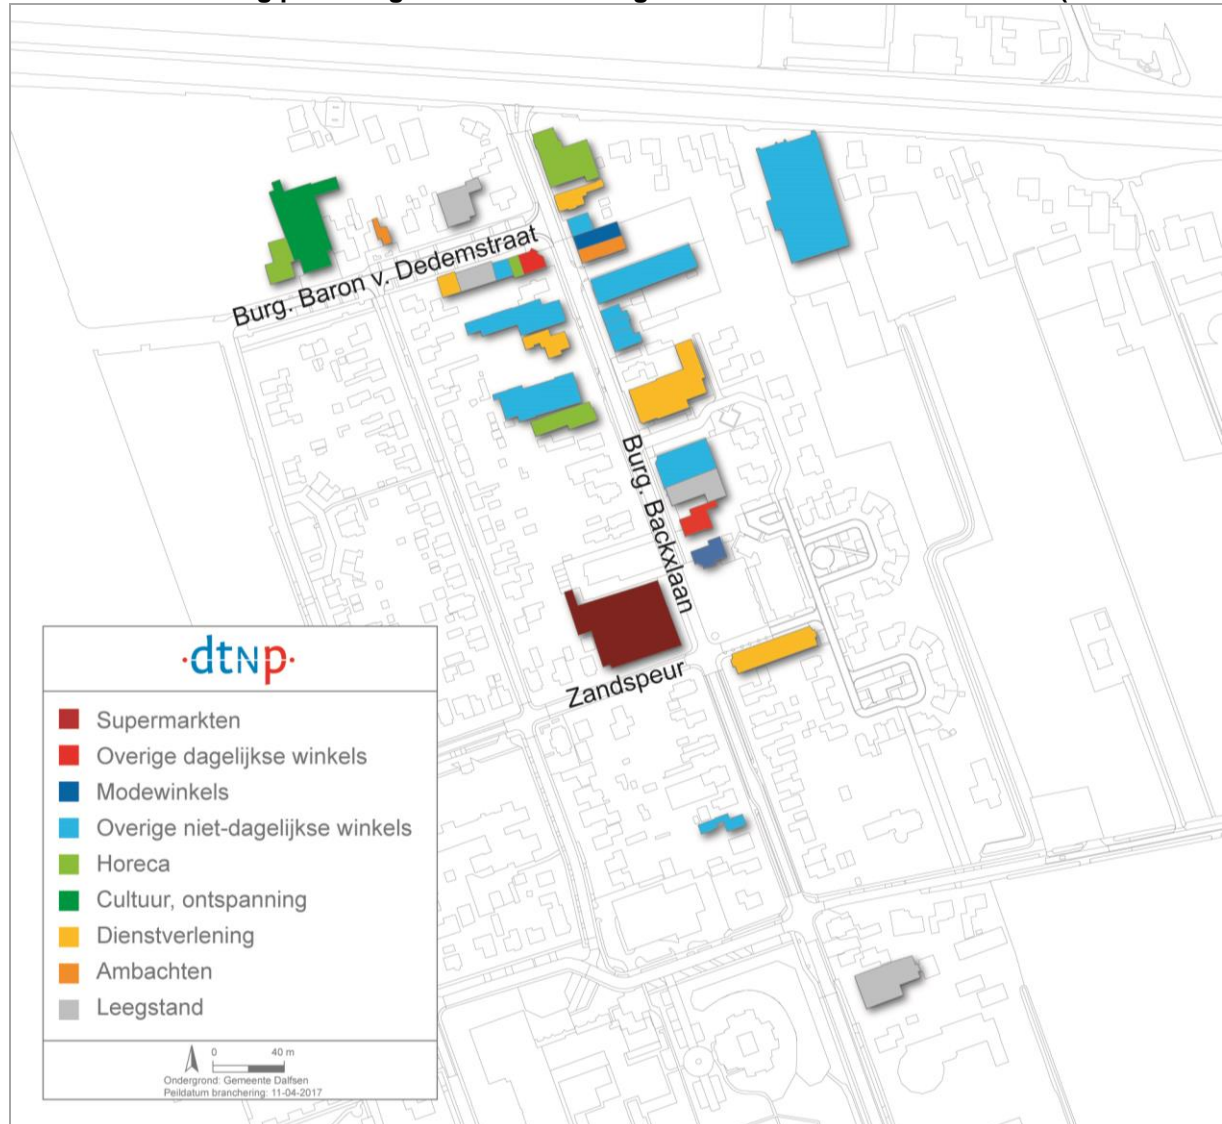 Burg. Baron v. Dedemstraat
Burg. Backxlaan
Zandspeur
·dtNp·
Supermarkten
Overige dagelijkse winkels
Modewinkels
Overige niet-dagelijkse winkels
Horeca
Cultuur, ontspanning
Dienstverlening
Ambachten
Leegstand
0 40 m
Ondergrond: Gemeente Dalfsen
Peildatum branchering: 11-04-2017